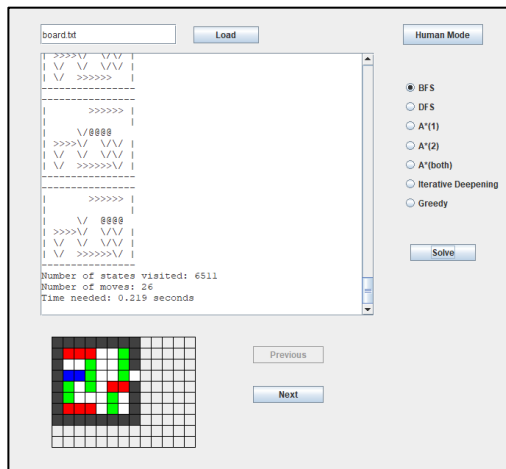 board.txt
Load
Human Mode
| >>>>\/  \/\/ |
| \/  \/  \/\/ |
| \/  >>>>>>   |
----------------
----------------
|       >>>>>> |
|              |
|     \/@@@@   |
| >>>>\/  \/\/ |
| \/  \/  \/\/ |
| \/  >>>>>>\/ |
----------------
----------------
|       >>>>>> |
|              |
|     \/  @@@@
| >>>>\/  \/\/ |
| \/  \/  \/\/ |
| \/  >>>>>>\/ |
----------------
Number of states visited: 6511
Number of moves: 26
Time needed: 0.219 seconds
BFS
DFS
A*(1)
A*(2)
A*(both)
Iterative Deepening
Greedy
Solve
Previous
Next